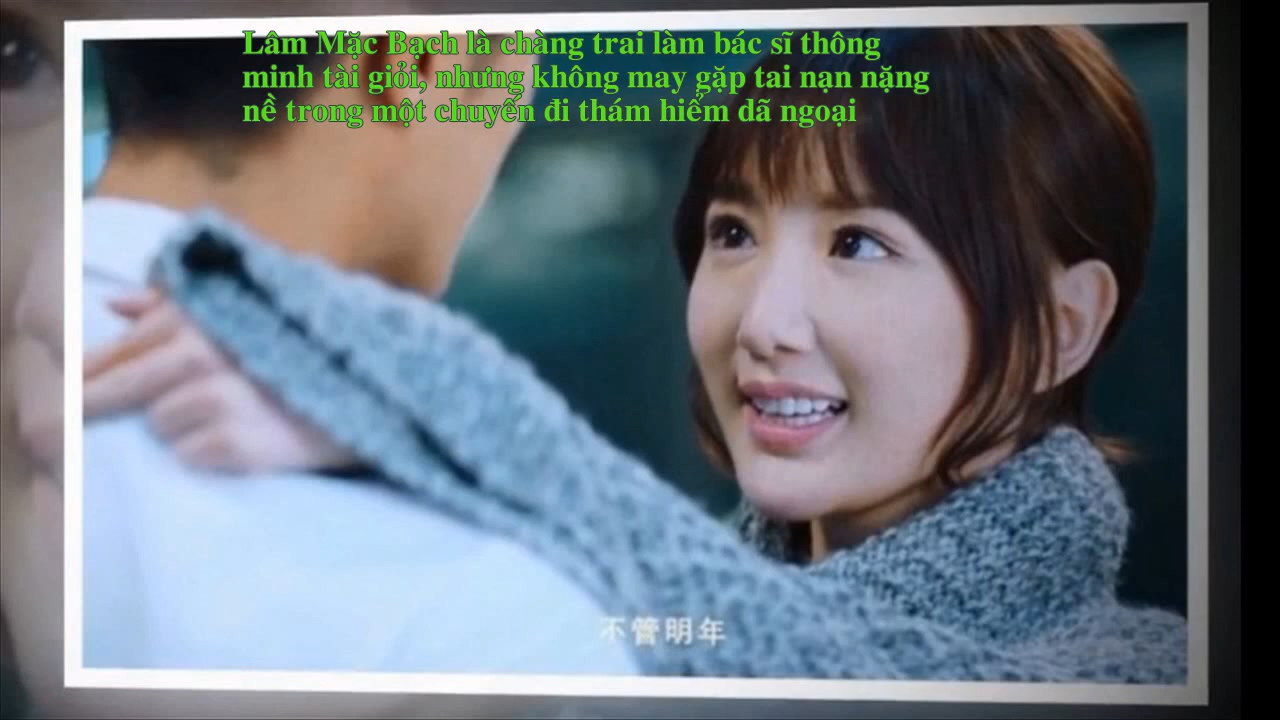 Lâm Mặc Bạch là chàng trai làm bác sĩ thông
minh tài giỏi, nhưng không may gặp tai nạn nặng
nề trong một chuyến đi thám hiểm dã ngoại
不管明年